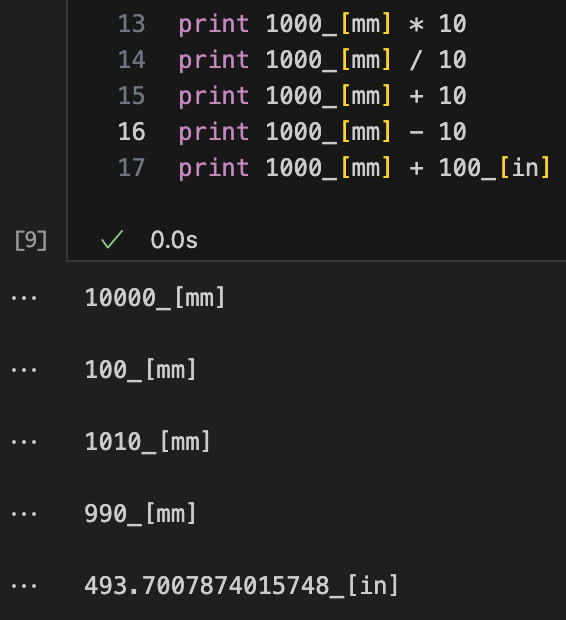 13 print 1000_[mm] * 10
14 print 1000_[mm] / 10
15 print 1000_[mm] + 10
16 print 1000_[mm] - 10
17 print 1000_[mm] + 100_[in]
[9] ✓ 0.0s
... 10000_[mm]
... 100_[mm]
... 1010_[mm]
... 990_[mm]
... 493.7007874015748_[in]